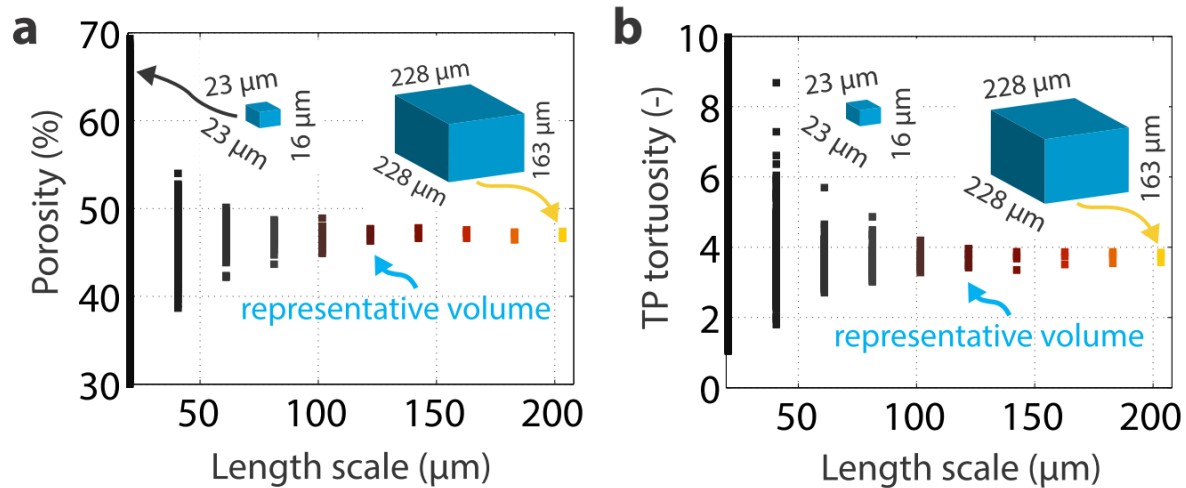 a
Porosity (%)
70
60
50
40
30
50
100
150
200
Length scale (µm)
23 µm
23 µm
16 µm
228 µm
228 µm
163 µm
representative volume
b
TP tortuosity (-)
10
8
6
4
2
0
50
100
150
200
Length scale (µm)
23 µm
23 µm
16 µm
228 µm
228 µm
163 µm
representative volume